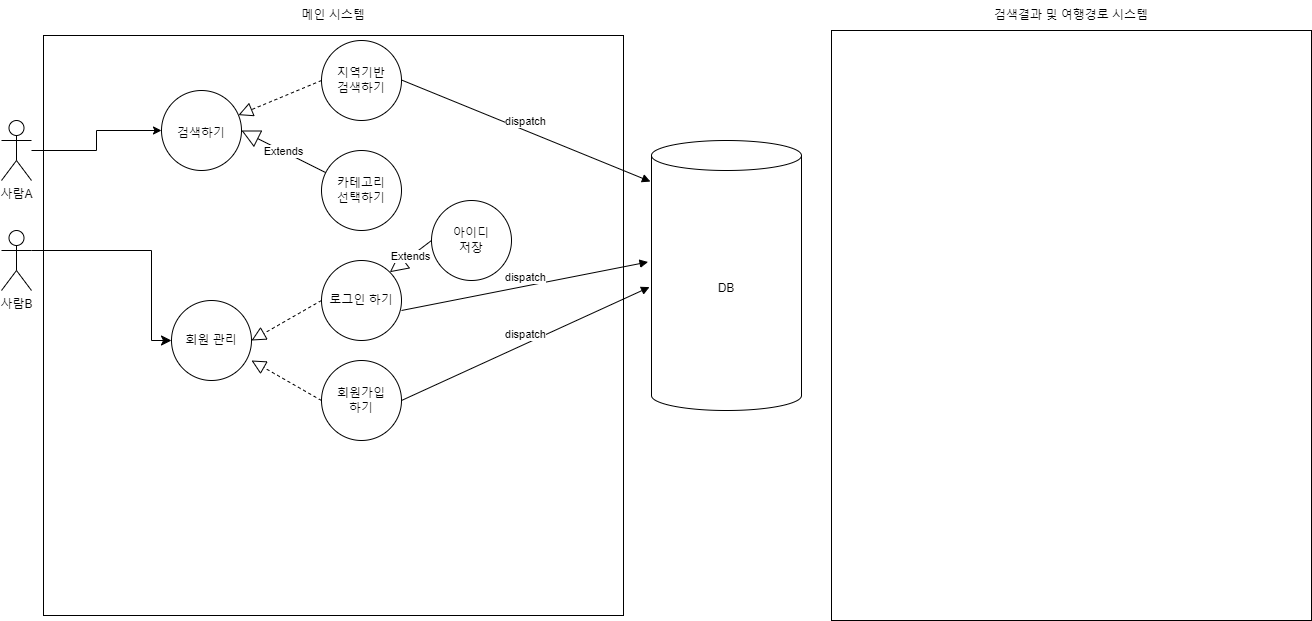 메인 시스템
검색결과 및 여행경로 시스템
지역기반
검색하기
검색하기
dispatch
Extends
카테고리
선택하기
사람A
아이디
저장
Extends
로그인 하기
dispatch
DB
사람B
회원 관리
dispatch
회원가입
하기